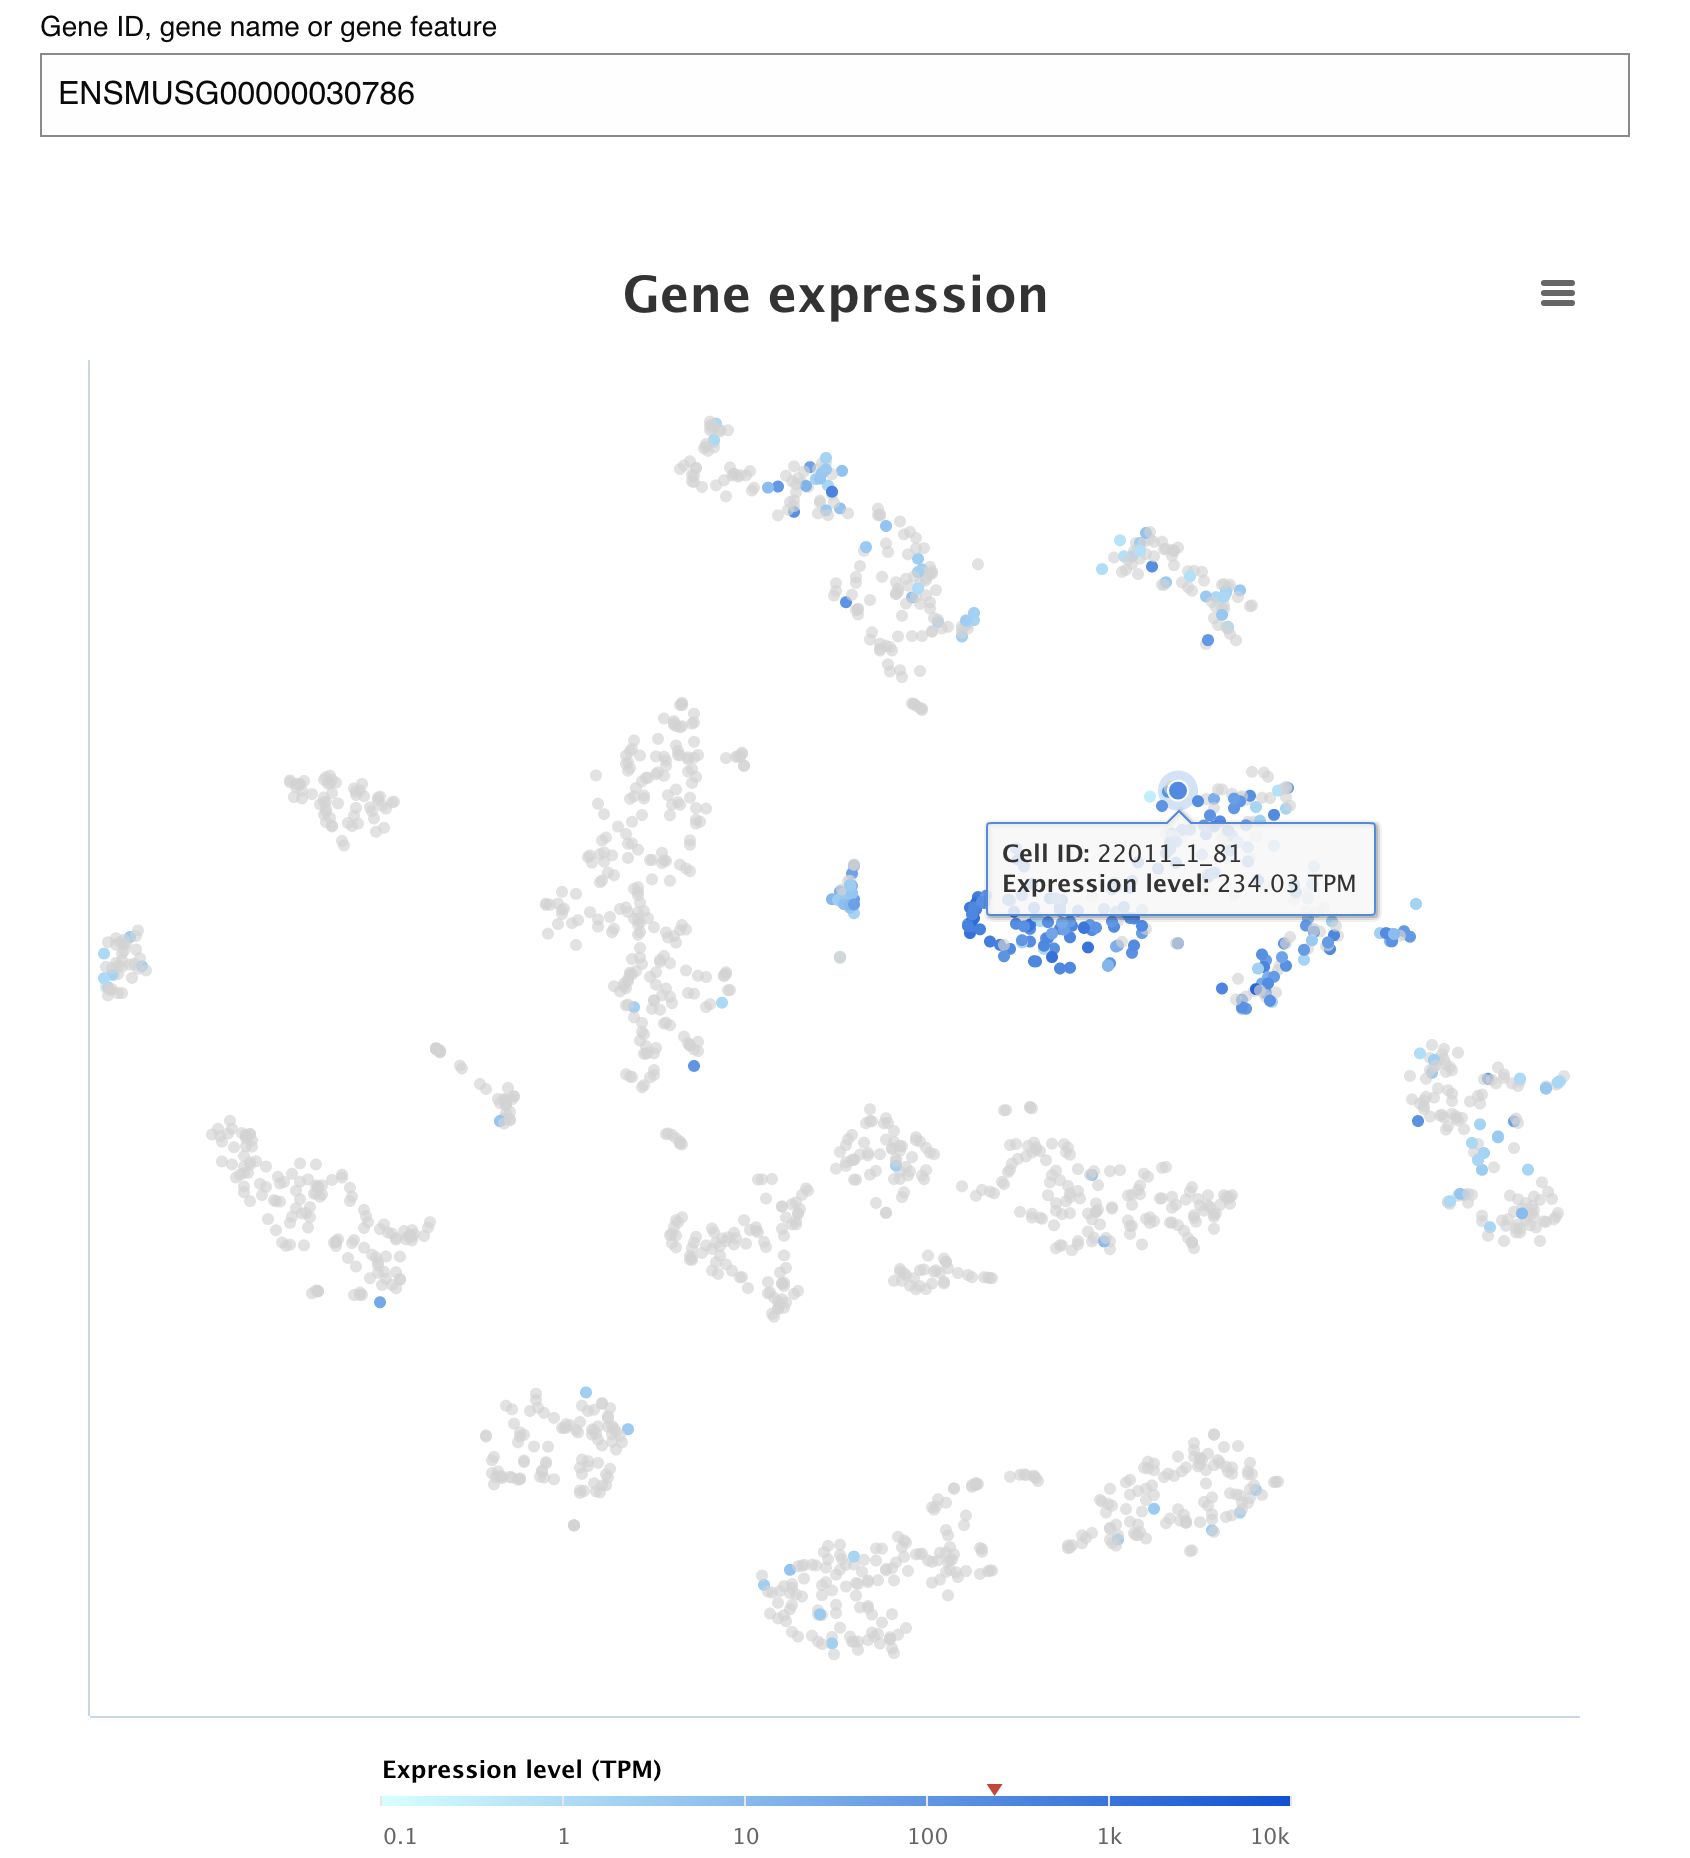 Gene ID, gene name or gene feature
ENSMUSG00000030786
Gene expression
Cell ID: 22011_1_81
Expression level: 234.03 TPM
Expression level (TPM)
0.1 1 10 100 1k 10k